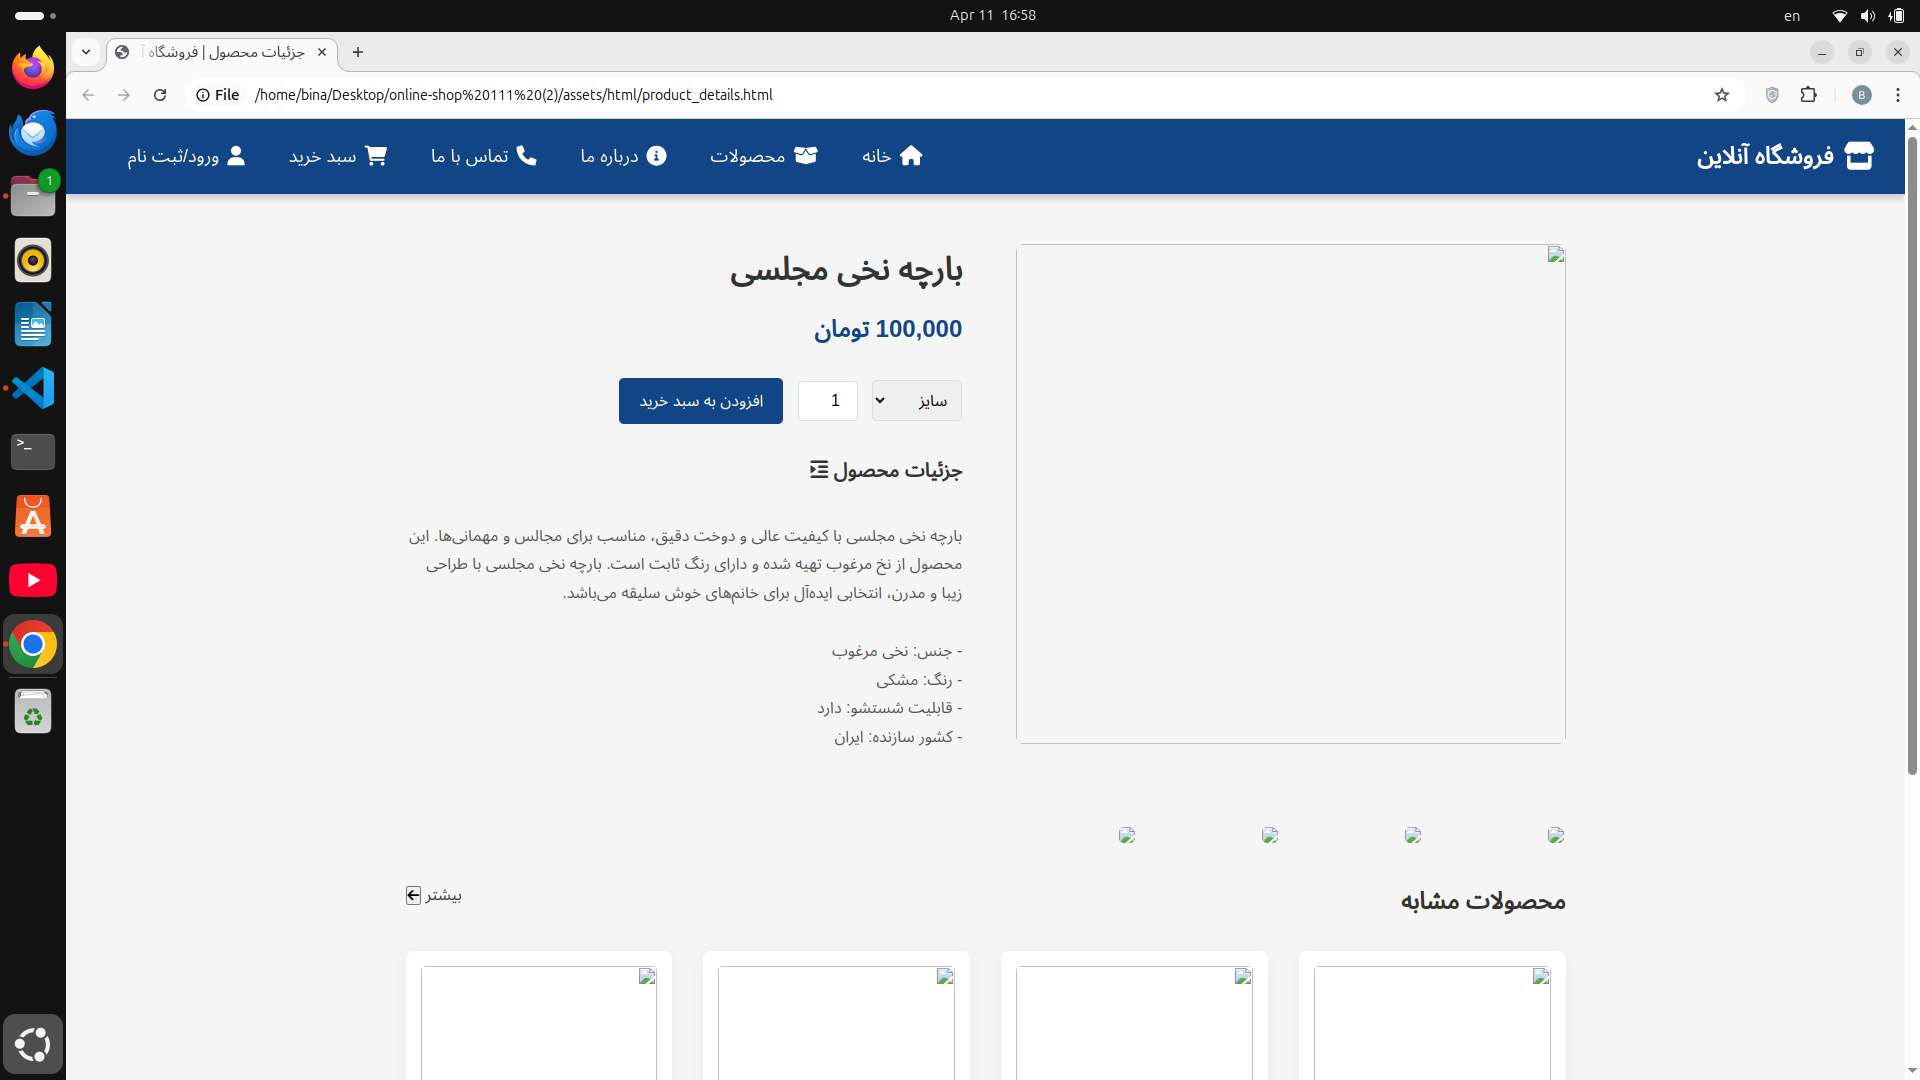 Apr 11 16:58
en
1
جزئیات محصول | فروشگاه آ
File /home/bina/Desktop/online-shop%20111%20(2)/assets/html/product_details.html
B
فروشگاه آنلاین
خانه
محصولات
درباره ما
تماس با ما
سبد خرید
ورود/ثبت نام
بارچه نخی مجلسی
100,000 تومان
سایز
1
افزودن به سبد خرید
جزئیات محصول
بارچه نخی مجلسی با کیفیت عالی و دوخت دقیق، مناسب برای مجالس و مهمانی‌ها. این
محصول از نخ مرغوب تهیه شده و دارای رنگ ثابت است. بارچه نخی مجلسی با طراحی
زیبا و مدرن، انتخابی ایده‌آل برای خانم‌های خوش سلیقه می‌باشد.
- جنس: نخی مرغوب
- رنگ: مشکی
- قابلیت شستشو: دارد
- کشور سازنده: ایران
محصولات مشابه
بیشتر